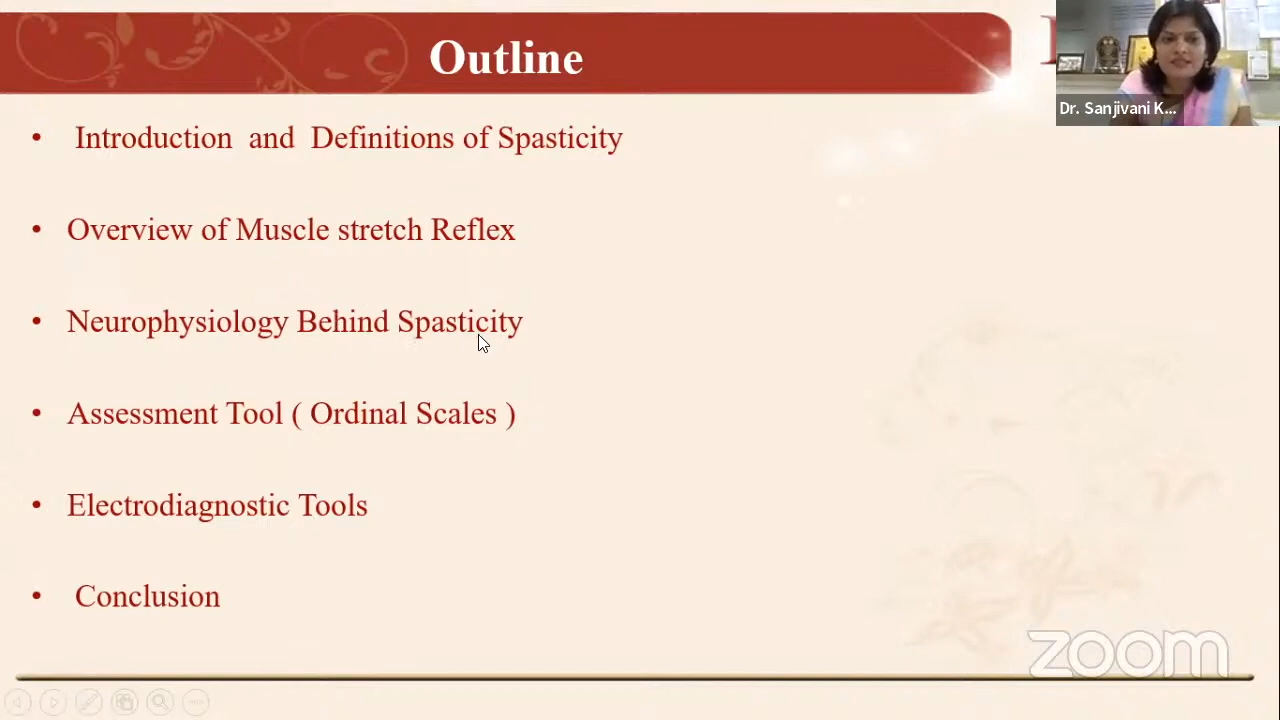 Outline
Dr. Sanjivani K...
• Introduction and Definitions of Spasticity
• Overview of Muscle stretch Reflex
• Neurophysiology Behind Spasticity
• Assessment Tool ( Ordinal Scales )
• Electrodiagnostic Tools
• Conclusion
zoom